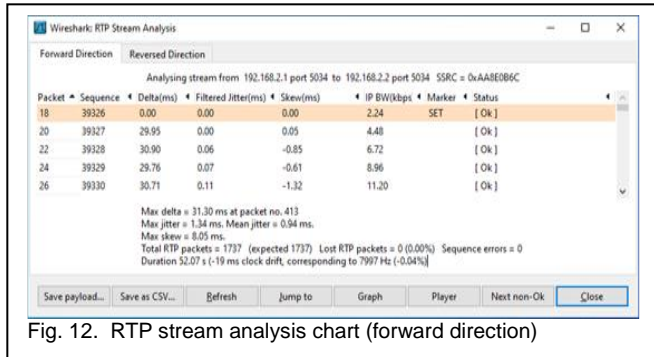 Wireshark: RTP Stream Analysis
Forward Direction Reversed Direction
Analysing stream from 192.168.2.1 port 5034 to 192.168.2.2 port 5034 SSRC = 0xAA8E0B6C
Packet Sequence Delta(ms) Filtered Jitter(ms) Skew(ms) IP BW(kbps Marker Status
18 39326 0.00 0.00 0.00 2.24 SET [ Ok ]
20 39327 29.95 0.00 0.05 4.48 [ Ok ]
22 39328 30.90 0.06 -0.85 6.72 [ Ok ]
24 39329 29.76 0.07 -0.61 8.96 [ Ok ]
26 39330 30.71 0.11 -1.32 11.20 [ Ok ]
Max delta = 31.30 ms at packet no. 413
Max jitter = 1.34 ms. Mean jitter = 0.94 ms.
Max skew = 8.05 ms.
Total RTP packets = 1737 (expected 1737) Lost RTP packets = 0 (0.00%) Sequence errors = 0
Duration 52.07 s (-19 ms clock drift, corresponding to 7997 Hz (-0.04%)
Save payload... Save as CSV... Refresh Jump to Graph Player Next non-Ok Close
Fig. 12. RTP stream analysis chart (forward direction)